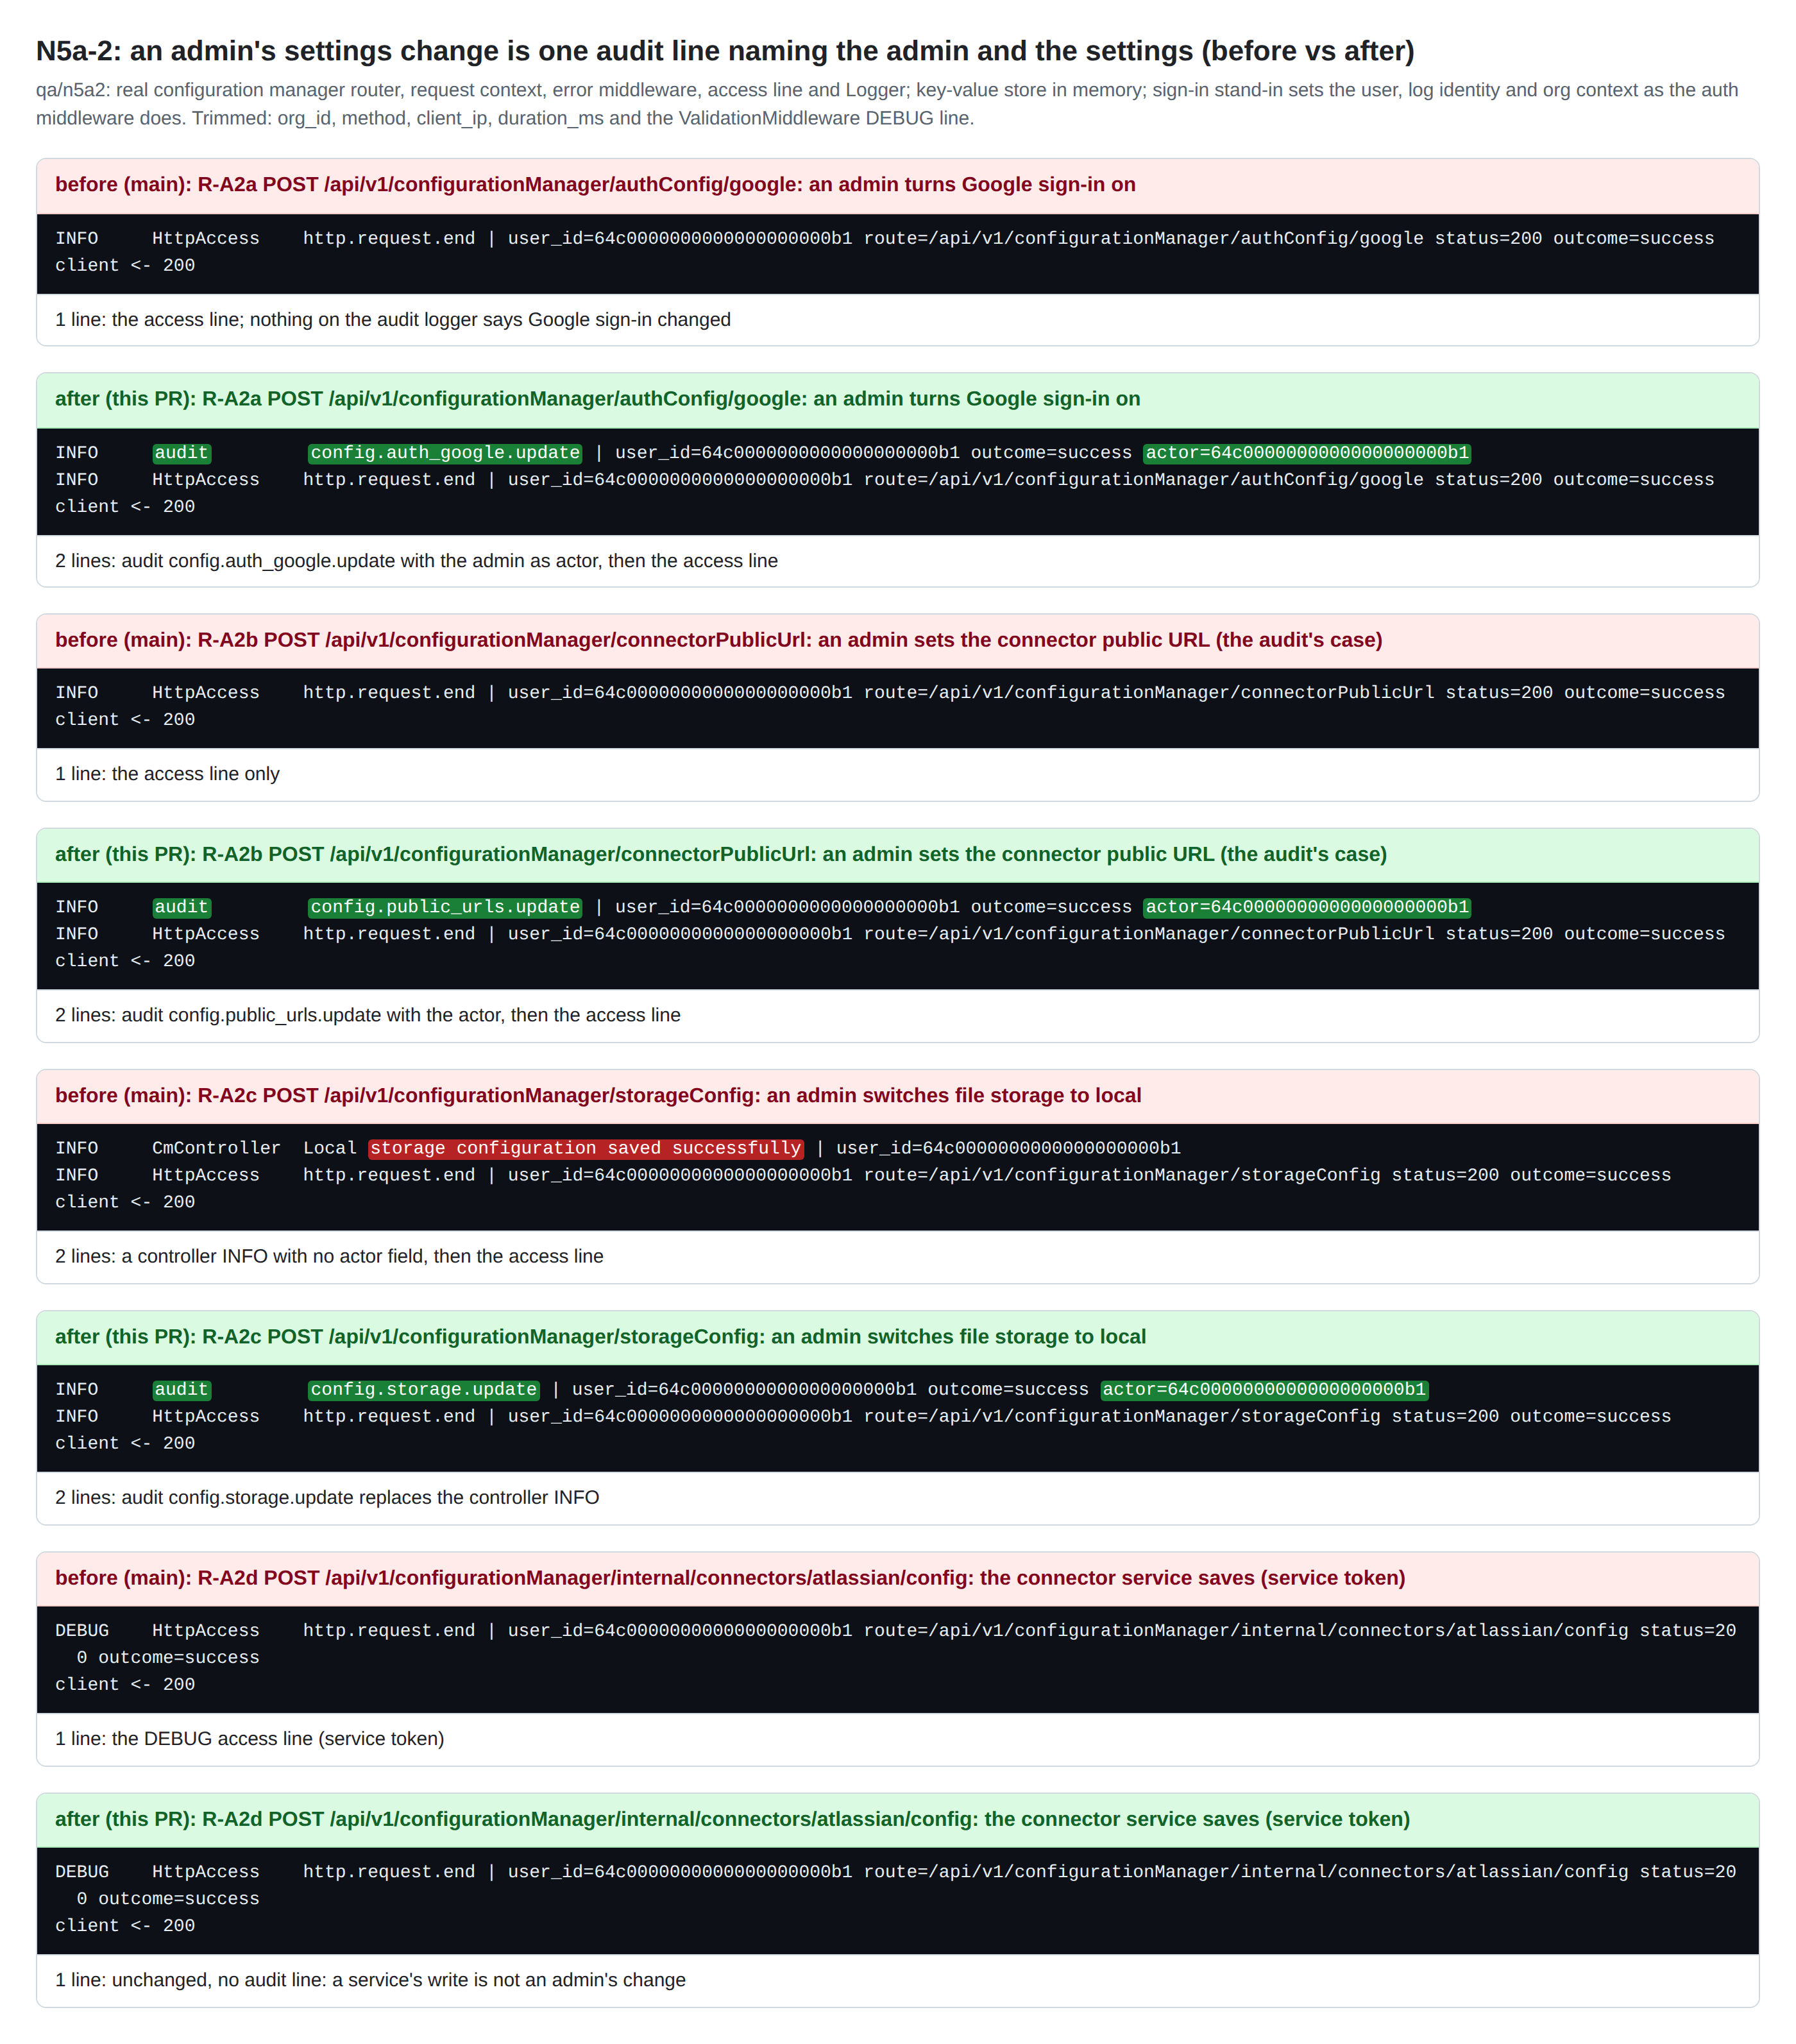 N5a-2: an admin's settings change is one audit line naming the admin and the settings (before vs after)
qa/n5a2: real configuration manager router, request context, error middleware, access line and Logger; key-value store in memory; sign-in stand-in sets the user, log identity and org context as the auth
middleware does. Trimmed: org_id, method, client_ip, duration_ms and the ValidationMiddleware DEBUG line.
before (main): R-A2a POST /api/v1/configurationManager/authConfig/google: an admin turns Google sign-in on
INFO     HttpAccess    http.request.end | user_id=64c0000000000000000000b1 route=/api/v1/configurationManager/authConfig/google status=200 outcome=success
client <- 200
1 line: the access line; nothing on the audit logger says Google sign-in changed
after (this PR): R-A2a POST /api/v1/configurationManager/authConfig/google: an admin turns Google sign-in on
INFO     audit         config.auth_google.update | user_id=64c0000000000000000000b1 outcome=success actor=64c0000000000000000000b1
INFO     HttpAccess    http.request.end | user_id=64c0000000000000000000b1 route=/api/v1/configurationManager/authConfig/google status=200 outcome=success
client <- 200
2 lines: audit config.auth_google.update with the admin as actor, then the access line
before (main): R-A2b POST /api/v1/configurationManager/connectorPublicUrl: an admin sets the connector public URL (the audit's case)
INFO     HttpAccess    http.request.end | user_id=64c0000000000000000000b1 route=/api/v1/configurationManager/connectorPublicUrl status=200 outcome=success
client <- 200
1 line: the access line only
after (this PR): R-A2b POST /api/v1/configurationManager/connectorPublicUrl: an admin sets the connector public URL (the audit's case)
INFO     audit         config.public_urls.update | user_id=64c0000000000000000000b1 outcome=success actor=64c0000000000000000000b1
INFO     HttpAccess    http.request.end | user_id=64c0000000000000000000b1 route=/api/v1/configurationManager/connectorPublicUrl status=200 outcome=success
client <- 200
2 lines: audit config.public_urls.update with the actor, then the access line
before (main): R-A2c POST /api/v1/configurationManager/storageConfig: an admin switches file storage to local
INFO     CmController  Local storage configuration saved successfully | user_id=64c0000000000000000000b1
INFO     HttpAccess    http.request.end | user_id=64c0000000000000000000b1 route=/api/v1/configurationManager/storageConfig status=200 outcome=success
client <- 200
2 lines: a controller INFO with no actor field, then the access line
after (this PR): R-A2c POST /api/v1/configurationManager/storageConfig: an admin switches file storage to local
INFO     audit         config.storage.update | user_id=64c0000000000000000000b1 outcome=success actor=64c0000000000000000000b1
INFO     HttpAccess    http.request.end | user_id=64c0000000000000000000b1 route=/api/v1/configurationManager/storageConfig status=200 outcome=success
client <- 200
2 lines: audit config.storage.update replaces the controller INFO
before (main): R-A2d POST /api/v1/configurationManager/internal/connectors/atlassian/config: the connector service saves (service token)
DEBUG    HttpAccess    http.request.end | user_id=64c0000000000000000000b1 route=/api/v1/configurationManager/internal/connectors/atlassian/config status=20
0 outcome=success
client <- 200
1 line: the DEBUG access line (service token)
after (this PR): R-A2d POST /api/v1/configurationManager/internal/connectors/atlassian/config: the connector service saves (service token)
DEBUG    HttpAccess    http.request.end | user_id=64c0000000000000000000b1 route=/api/v1/configurationManager/internal/connectors/atlassian/config status=20
0 outcome=success
client <- 200
1 line: unchanged, no audit line: a service's write is not an admin's change